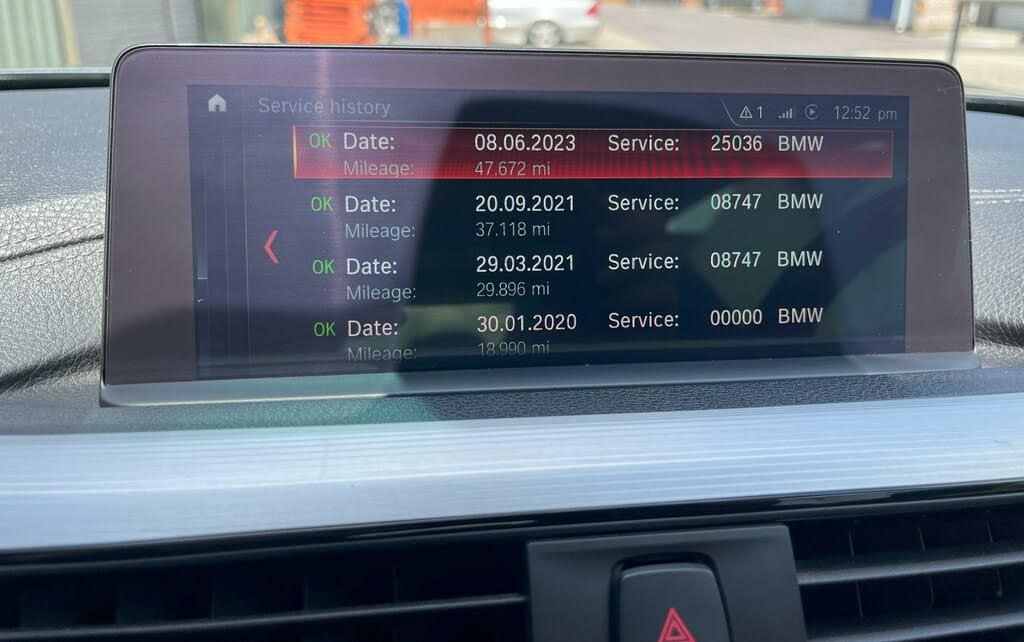 Service history 1 12:52 pm
OK Date: 08.06.2023 Service: 25036 BMW
Mileage: 47.672 mi
OK Date: 20.09.2021 Service: 08747 BMW
Mileage: 37.118 mi
OK Date: 29.03.2021 Service: 08747 BMW
Mileage: 29.896 mi
OK Date: 30.01.2020 Service: 00000 BMW
Mileage: 18.990 mi